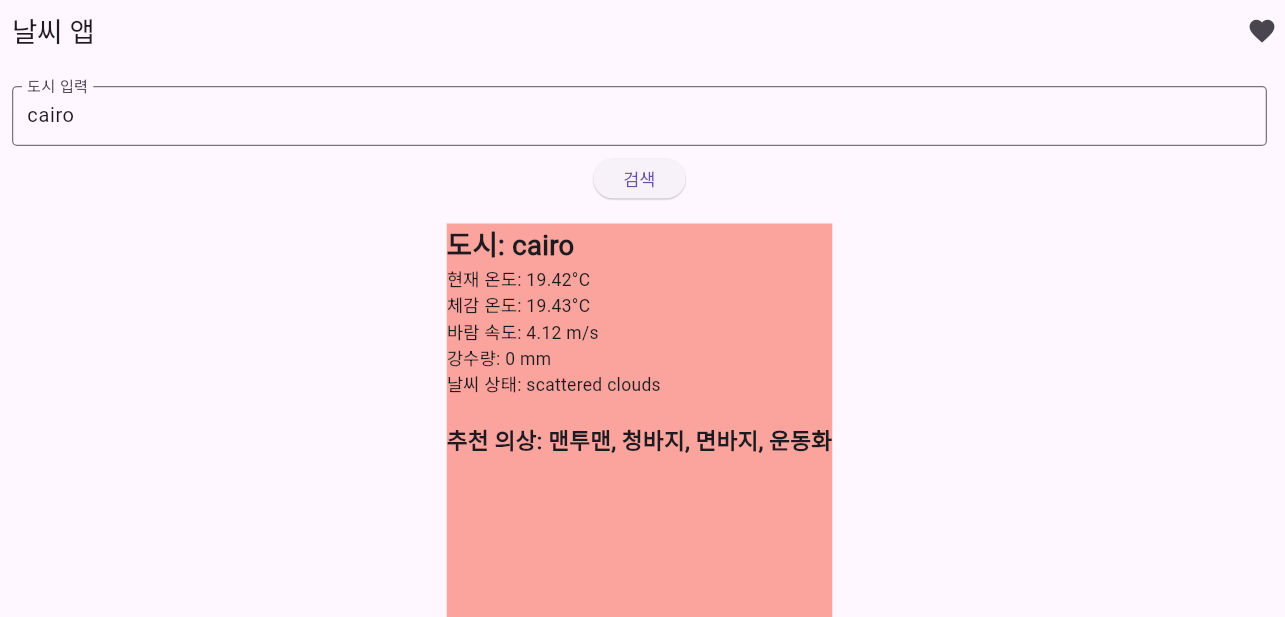 날씨 앱
도시 입력
cairo
검색
도시: cairo
현재 온도: 19.42°C
체감 온도: 19.43°C
바람 속도: 4.12 m/s
강수량: 0 mm
날씨 상태: scattered clouds
추천 의상: 맨투맨, 청바지, 면바지, 운동화